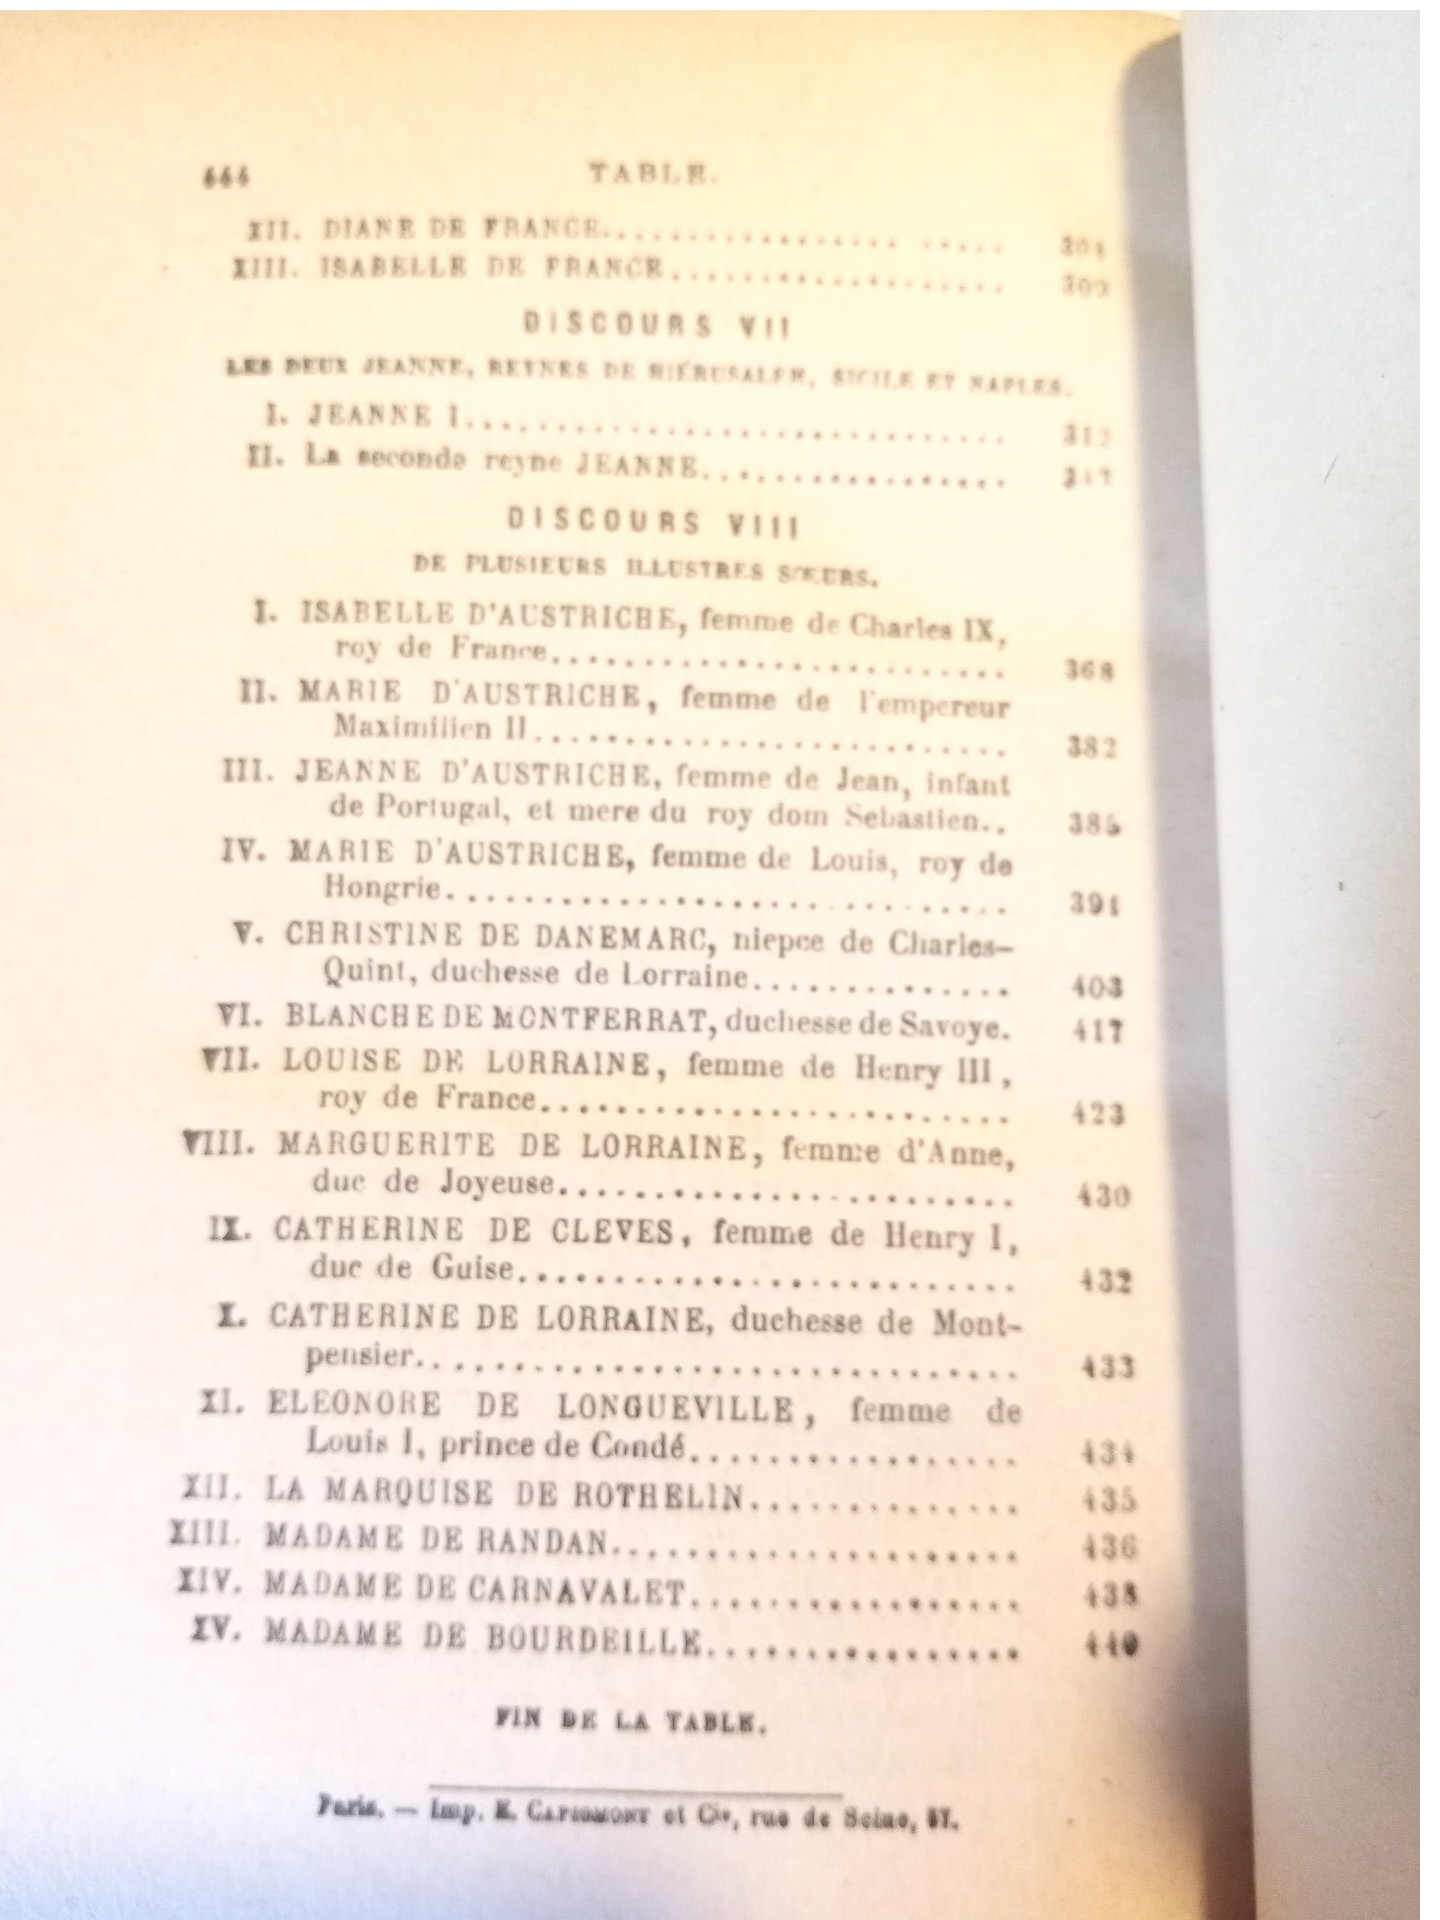 444 TABLE.
XII. DIANE DE FRANCE.................. ..... 301
XIII. ISABELLE DE FRANCE................... 309
DISCOURS VII
LES DEUX JEANNE, REYNES DE HIÉRUSALEM, SICILE ET NAPLES.
I. JEANNE I.............................. 312
II. La seconde reyne JEANNE.................
DISCOURS VIII
DE PLUSIEURS ILLUSTRES SŒURS.
I. ISABELLE D'AUSTRICHE, femme de Charles IX,
roy de France......................... 368
II. MARIE D'AUSTRICHE, femme de l'empereur
Maximilien II.......................... 382
III. JEANNE D'AUSTRICHE, femme de Jean, infant
de Portugal, et mere du roy dom Sebastien.. 385
IV. MARIE D'AUSTRICHE, femme de Louis, roy de
Hongrie............................... 391
V. CHRISTINE DE DANEMARC, niepce de Charles-
Quint, duchesse de Lorraine.............. 403
VI. BLANCHE DE MONTFERRAT, duchesse de Savoye. 417
VII. LOUISE DE LORRAINE, femme de Henry III,
roy de France.......................... 423
VIII. MARGUERITE DE LORRAINE, femme d'Anne,
duc de Joyeuse......................... 430
IX. CATHERINE DE CLEVES, femme de Henry I,
duc de Guise........................... 432
X. CATHERINE DE LORRAINE, duchesse de Mont-
pensier................................ 433
XI. ELEONORE DE LONGUEVILLE, femme de
Louis I, prince de Condé................. 434
XII. LA MARQUISE DE ROTHELIN.............. 435
XIII. MADAME DE RANDAN..................... 436
XIV. MADAME DE CARNAVALET................. 438
XV. MADAME DE BOURDEILLE................ 440
FIN DE LA TABLE.
Paris. — Imp. E. CAPIOMONT et Cie, rue de Seine, 57.